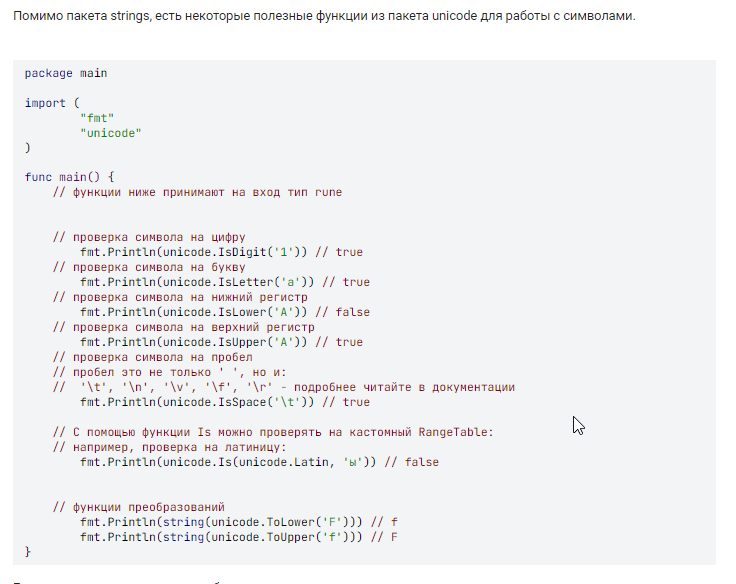 Помимо пакета strings, есть некоторые полезные функции из пакета unicode для работы с символами.
package main
import (
"fmt"
"unicode"
)
func main() {
// функции ниже принимают на вход тип rune
// проверка символа на цифру
fmt.Println(unicode.IsDigit('1')) // true
// проверка символа на букву
fmt.Println(unicode.IsLetter('a')) // true
// проверка символа на нижний регистр
fmt.Println(unicode.IsLower('A')) // false
// проверка символа на верхний регистр
fmt.Println(unicode.IsUpper('A')) // true
// проверка символа на пробел
// пробел это не только ' ', но и:
// '\t', '\n', '\v', '\f', '\r' - подробнее читайте в документации
fmt.Println(unicode.IsSpace('\t')) // true
// С помощью функции Is можно проверять на кастомный RangeTable:
// например, проверка на латиницу:
fmt.Println(unicode.Is(unicode.Latin, 'ы')) // false
// функции преобразований
fmt.Println(string(unicode.ToLower('F'))) // f
fmt.Println(string(unicode.ToUpper('f'))) // F
}